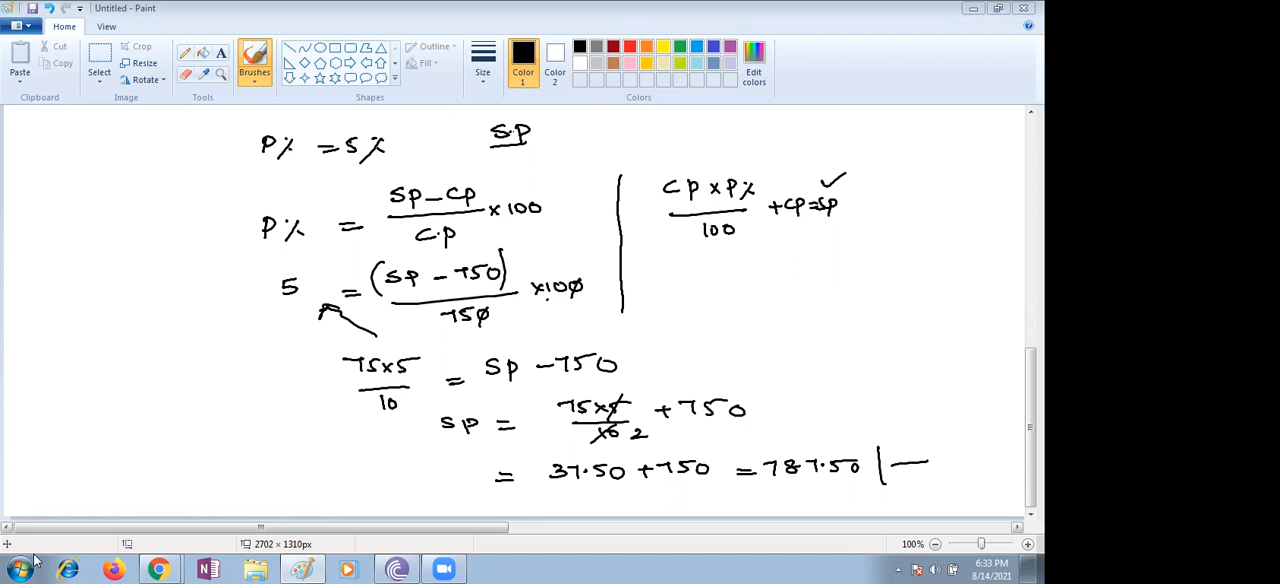 Untitled - Paint
Home View
Cut
Copy
Paste
Clipboard
Select
Crop
Resize
Rotate
Image
A
Tools
Brushes
Outline
Fill
Shapes
Size
Color 1
Color 2
Edit colors
Colors
P% = 5% S.P
P% = SP - CP / C.P × 100
CP × P% / 100 + CP = SP
5 = (SP - 750) / 750 × 100
75×5 / 10 = SP - 750
SP = 75×5 / 10 2 + 750
= 37.50 + 750 = 787.50
2702 × 1310px
100%
6:33 PM
8/14/2021